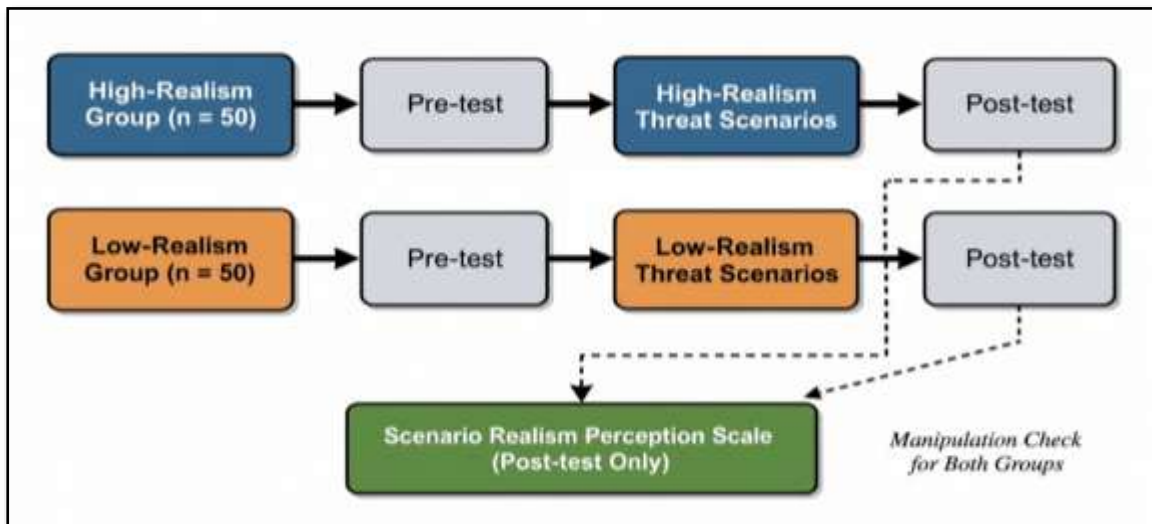 High-Realism
Group (n = 50)
Pre-test
High-Realism
Threat Scenarios
Post-test
Low-Realism
Group (n = 50)
Pre-test
Low-Realism
Threat Scenarios
Post-test
Scenario Realism Perception Scale
(Post-test Only)
Manipulation Check
for Both Groups